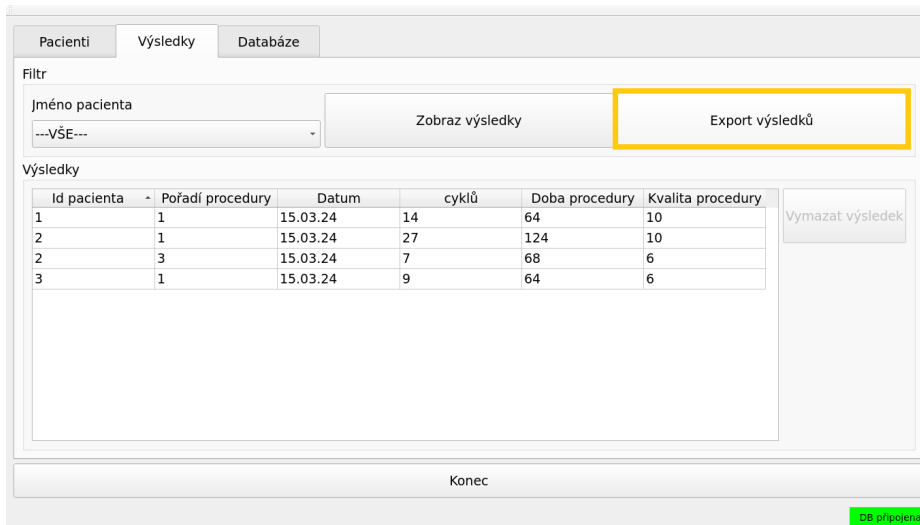 Pacienti Výsledky Databáze
Filtr
Jméno pacienta
---VŠE---
Zobraz výsledky
Export výsledků
Výsledky
Id pacienta Pořadí procedury Datum cyklů Doba procedury Kvalita procedury
1 1 15.03.24 14 64 10
2 1 15.03.24 27 124 10
2 3 15.03.24 7 68 6
3 1 15.03.24 9 64 6
Vymazat výsledek
Konec
DB připojena